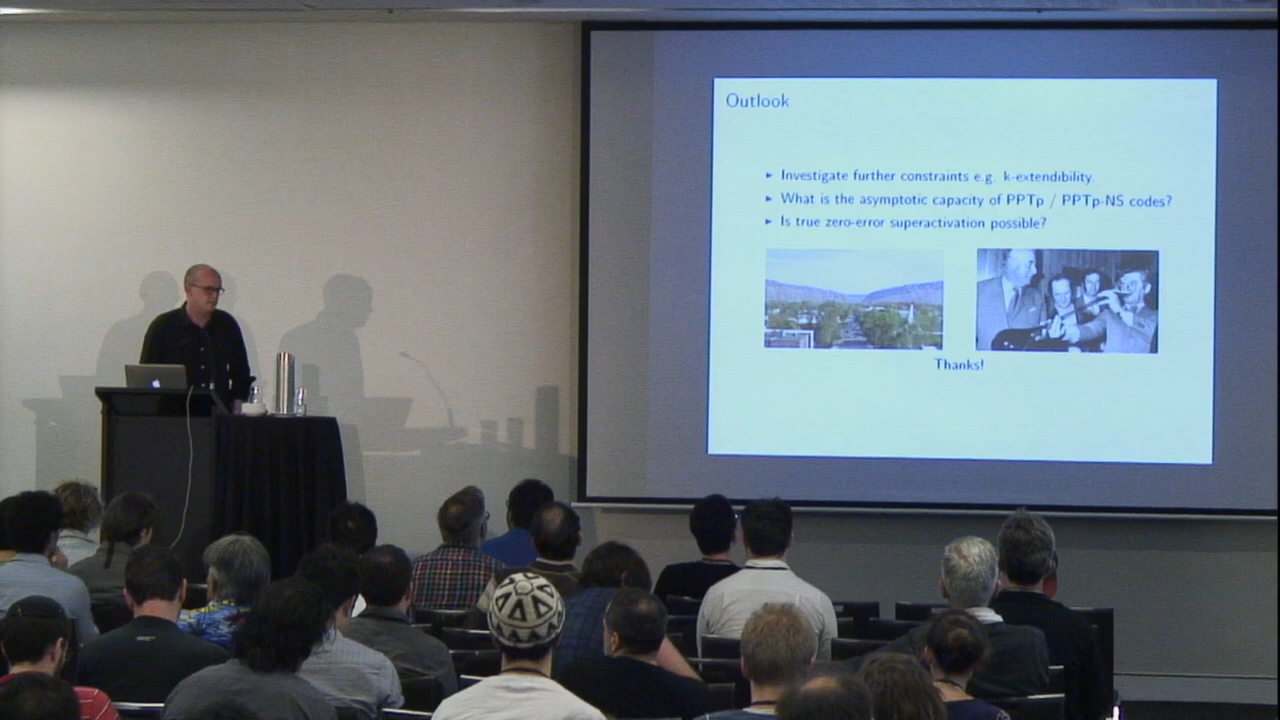 Outlook
► Investigate further constraints e.g. k-extendibility.
► What is the asymptotic capacity of PPTp / PPTp-NS codes?
► Is true zero-error superactivation possible?
Thanks!